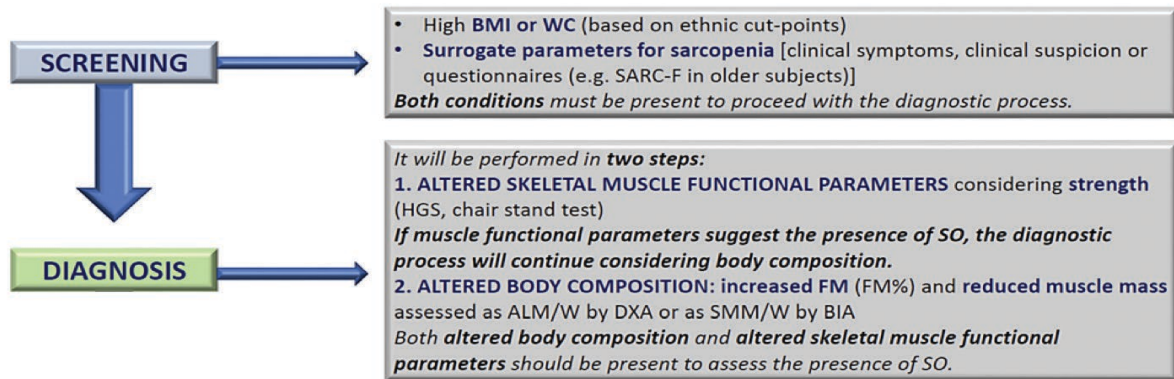 SCREENING
• High BMI or WC (based on ethnic cut-points)
• Surrogate parameters for sarcopenia [clinical symptoms, clinical suspicion or
questionnaires (e.g. SARC-F in older subjects)]
Both conditions must be present to proceed with the diagnostic process.
DIAGNOSIS
It will be performed in two steps:
1. ALTERED SKELETAL MUSCLE FUNCTIONAL PARAMETERS considering strength
(HGS, chair stand test)
If muscle functional parameters suggest the presence of SO, the diagnostic
process will continue considering body composition.
2. ALTERED BODY COMPOSITION: increased FM (FM%) and reduced muscle mass
assessed as ALM/W by DXA or as SMM/W by BIA
Both altered body composition and altered skeletal muscle functional
parameters should be present to assess the presence of SO.